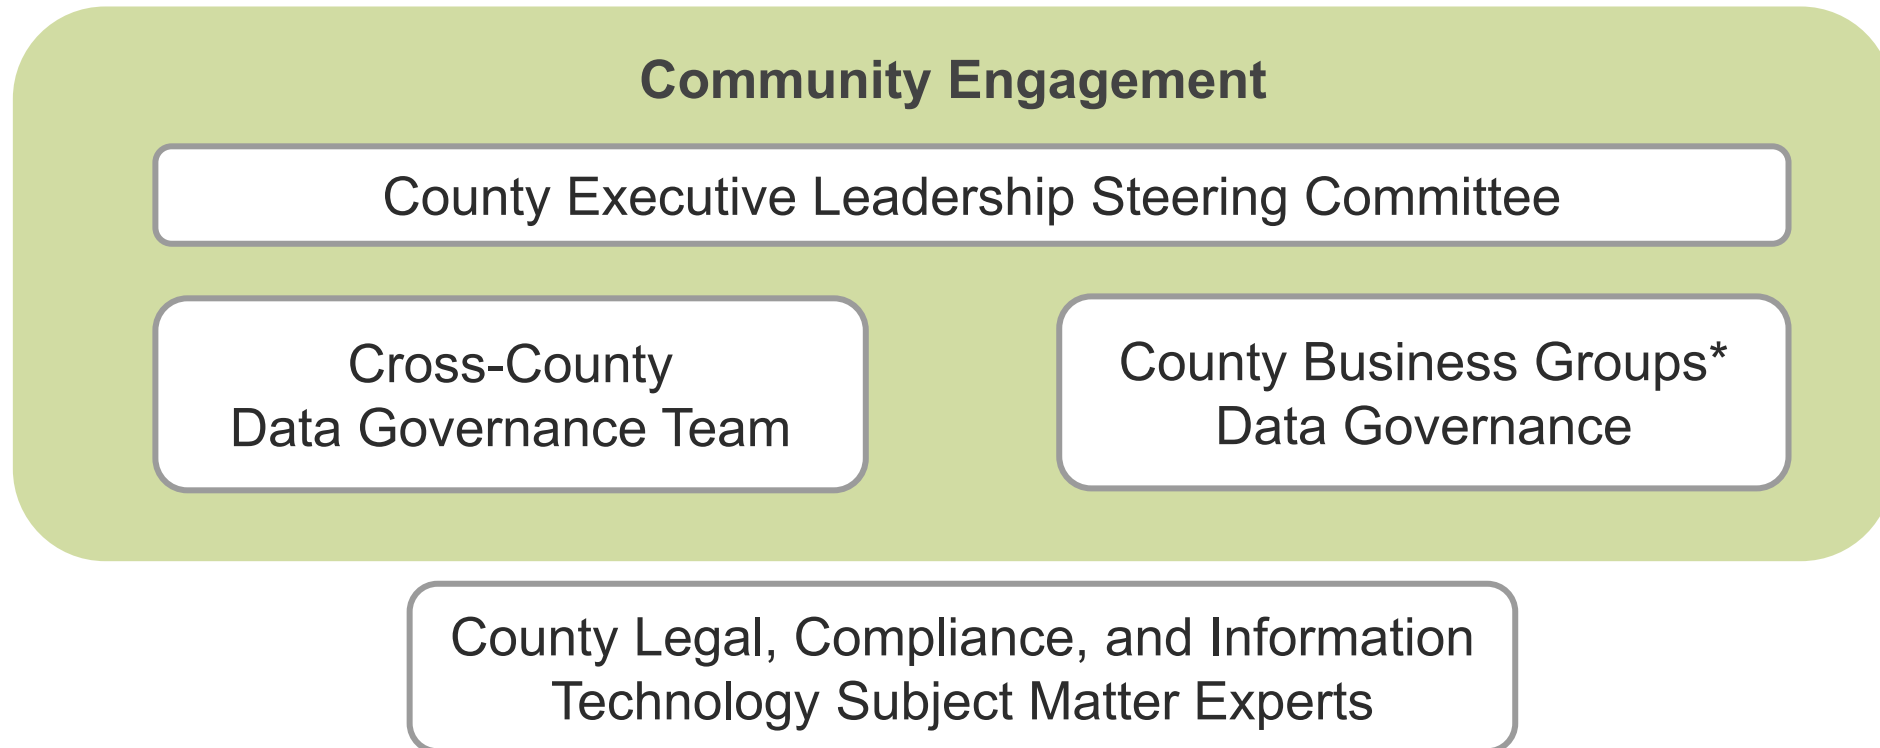 Community Engagement
County Executive Leadership Steering Committee
Cross-County
Data Governance Team
County Business Groups*
Data Governance
County Legal, Compliance, and Information
Technology Subject Matter Experts